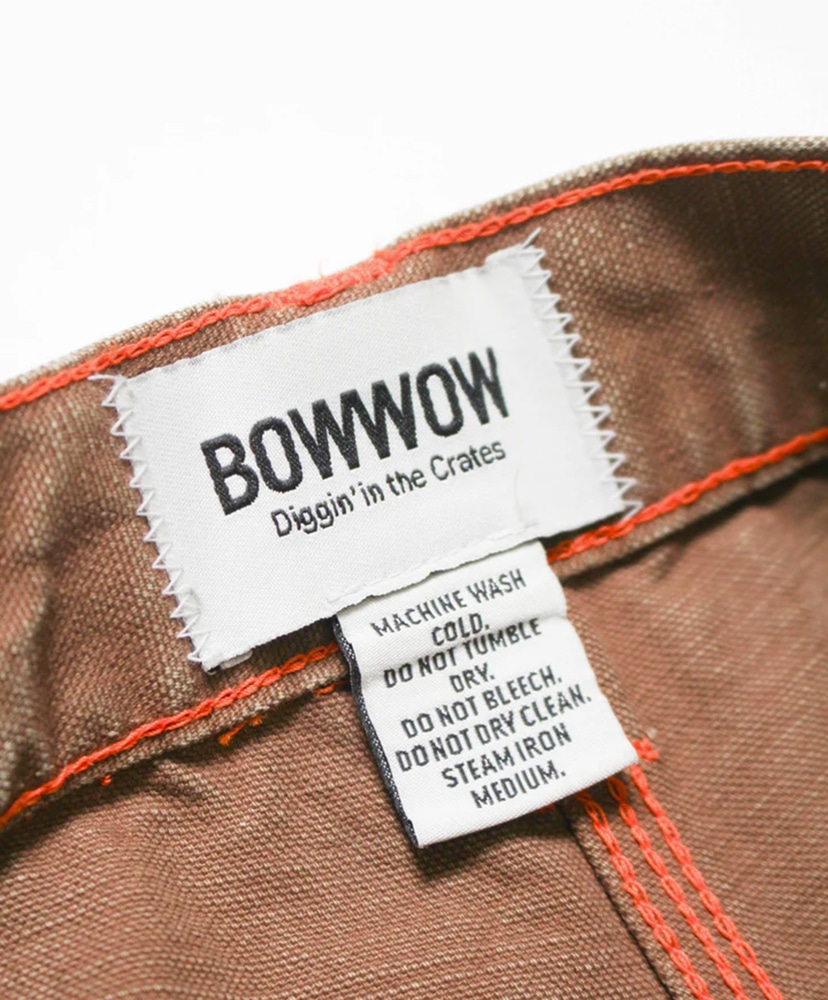 BOWWOW
Diggin' in the Crates
MACHINE WASH
COLD.
DO NOT TUMBLE
DRY.
DO NOT BLEECH.
DO NOT DRY CLEAN.
STEAM IRON
MEDIUM.